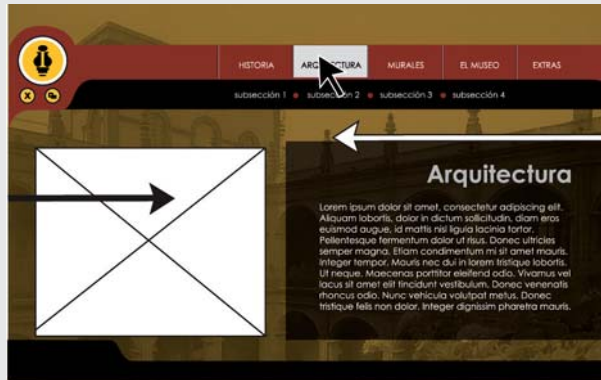 HISTORIA ARQUITECTURA MURALES EL MUSEO EXTRAS
subsección 1 subsección 2 subsección 3 subsección 4
Arquitectura
Lorem ipsum dolor sit amet, consectetur adipiscing elit.
Aliquam lobortis, dolor in dictum sollicitudin, diam eros
euismod augue, id mattis nisl ligula lacinia tortor.
Pellentesque fermentum dolor ut risus. Donec ultricies
semper magna. Etiam condimentum mi sit amet mauris.
Integer tempor. Mauris nec dui in lorem tristique lobortis.
Ut neque. Maecenas porttitor eleifend odio. Vivamus vel
lacus sit amet elit tincidunt vestibulum. Donec venenatis
rhoncus odio. Nunc vehicula volutpat metus. Donec
tristique felis non dolor. Integer dignissim pharetra mauris.